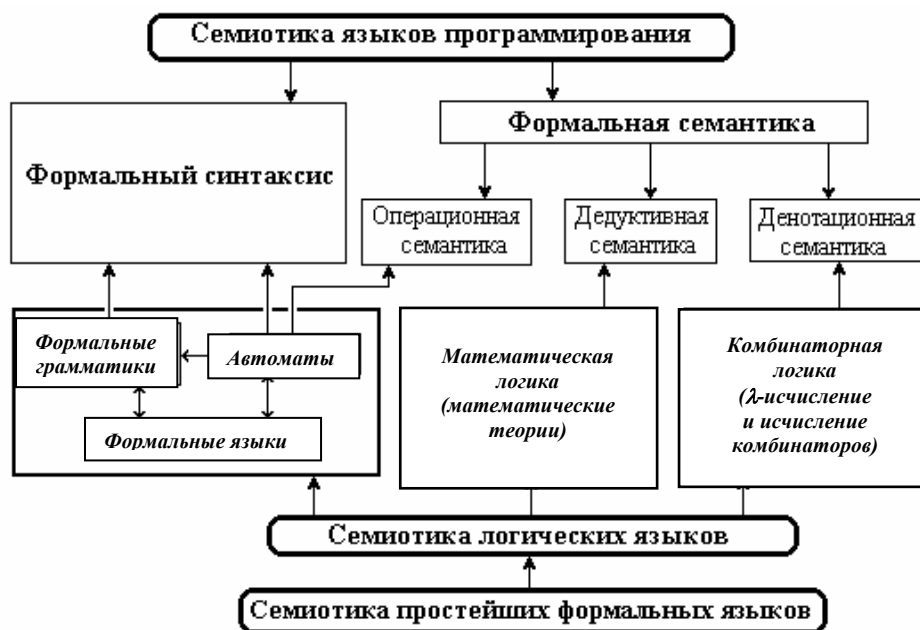 Семиотика языков программирования
Формальная семантика
Формальный синтаксис
Операционная
семантика
Дедуктивная
семантика
Денотационная
семантика
Формальные
грамматики
Автоматы
Формальные языки
Математическая
логика
(математические
теории)
Комбинаторная
логика
(λ-исчисление
и исчисление
комбинаторов)
Семиотика логических языков
Семиотика простейших формальных языков